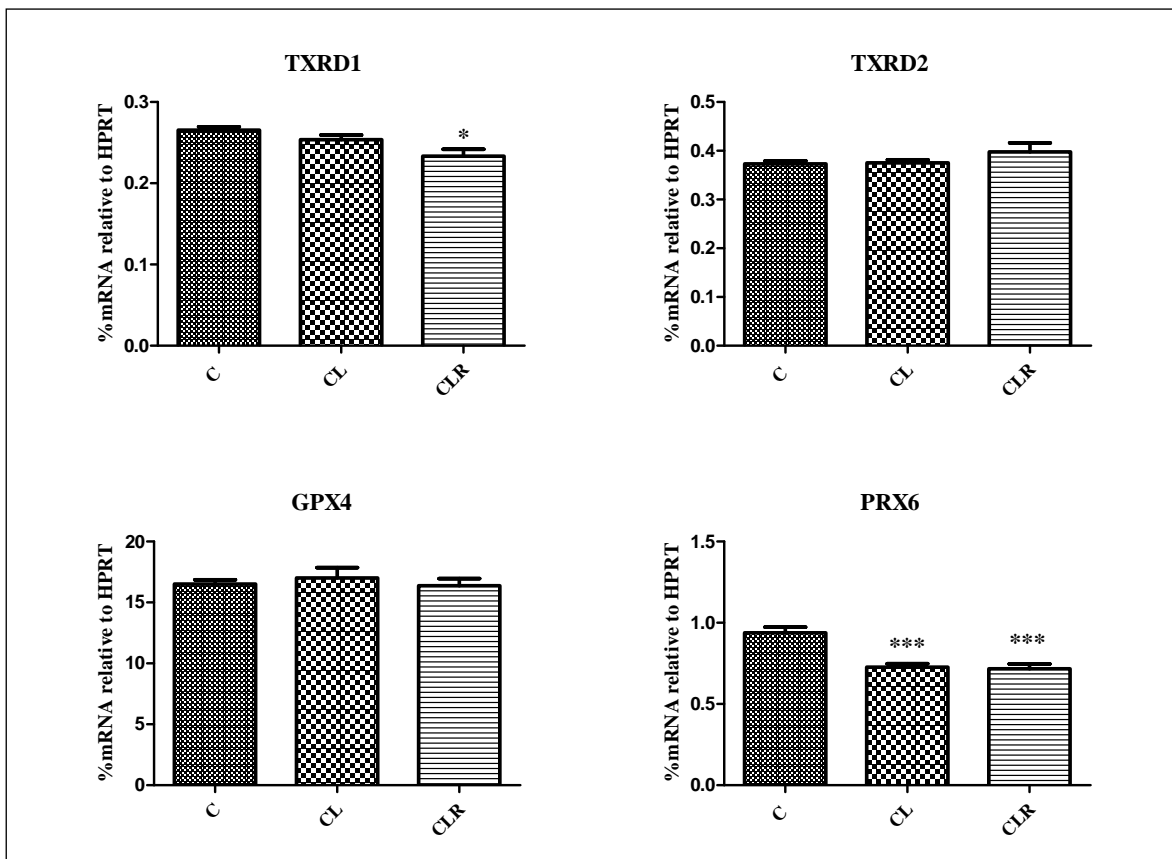 TXRD1
%mRNA relative to HPRT
0.3
0.2
0.1
0.0
*
C
CL
CLR
TXRD2
%mRNA relative to HPRT
0.5
0.4
0.3
0.2
0.1
0.0
C
CL
CLR
GPX4
%mRNA relative to HPRT
20
15
10
5
0
C
CL
CLR
PRX6
%mRNA relative to HPRT
1.5
1.0
0.5
0.0
***
***
C
CL
CLR